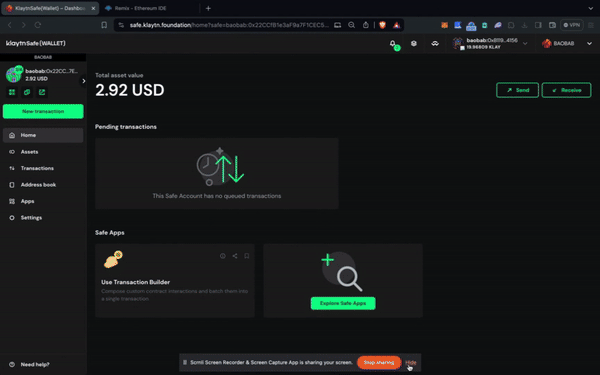 KlaytnSafe{Wallet} – Dashbo
Remix - Ethereum IDE
safe.klaytn.foundation/home?safe=baobab:0x22CCfB1e3aF9a7F1CEC5...
VPN
klaytn Safe{WALLET}
baobab:0xB119...4156
19.96809 KLAY
BAOBAB
BAOBAB
baobab:0x22CC...7E...
2.92 USD
New transaction
Home
Assets
Transactions
Address book
Apps
Settings
Need help?
Total asset value
2.92 USD
Send
Receive
Pending transactions
This Safe Account has no queued transactions
Safe Apps
Use Transaction Builder
Compose custom contract interactions and batch them into
a single transaction
Explore Safe Apps
Scrnli Screen Recorder & Screen Capture App is sharing your screen.
Stop sharing
Hide